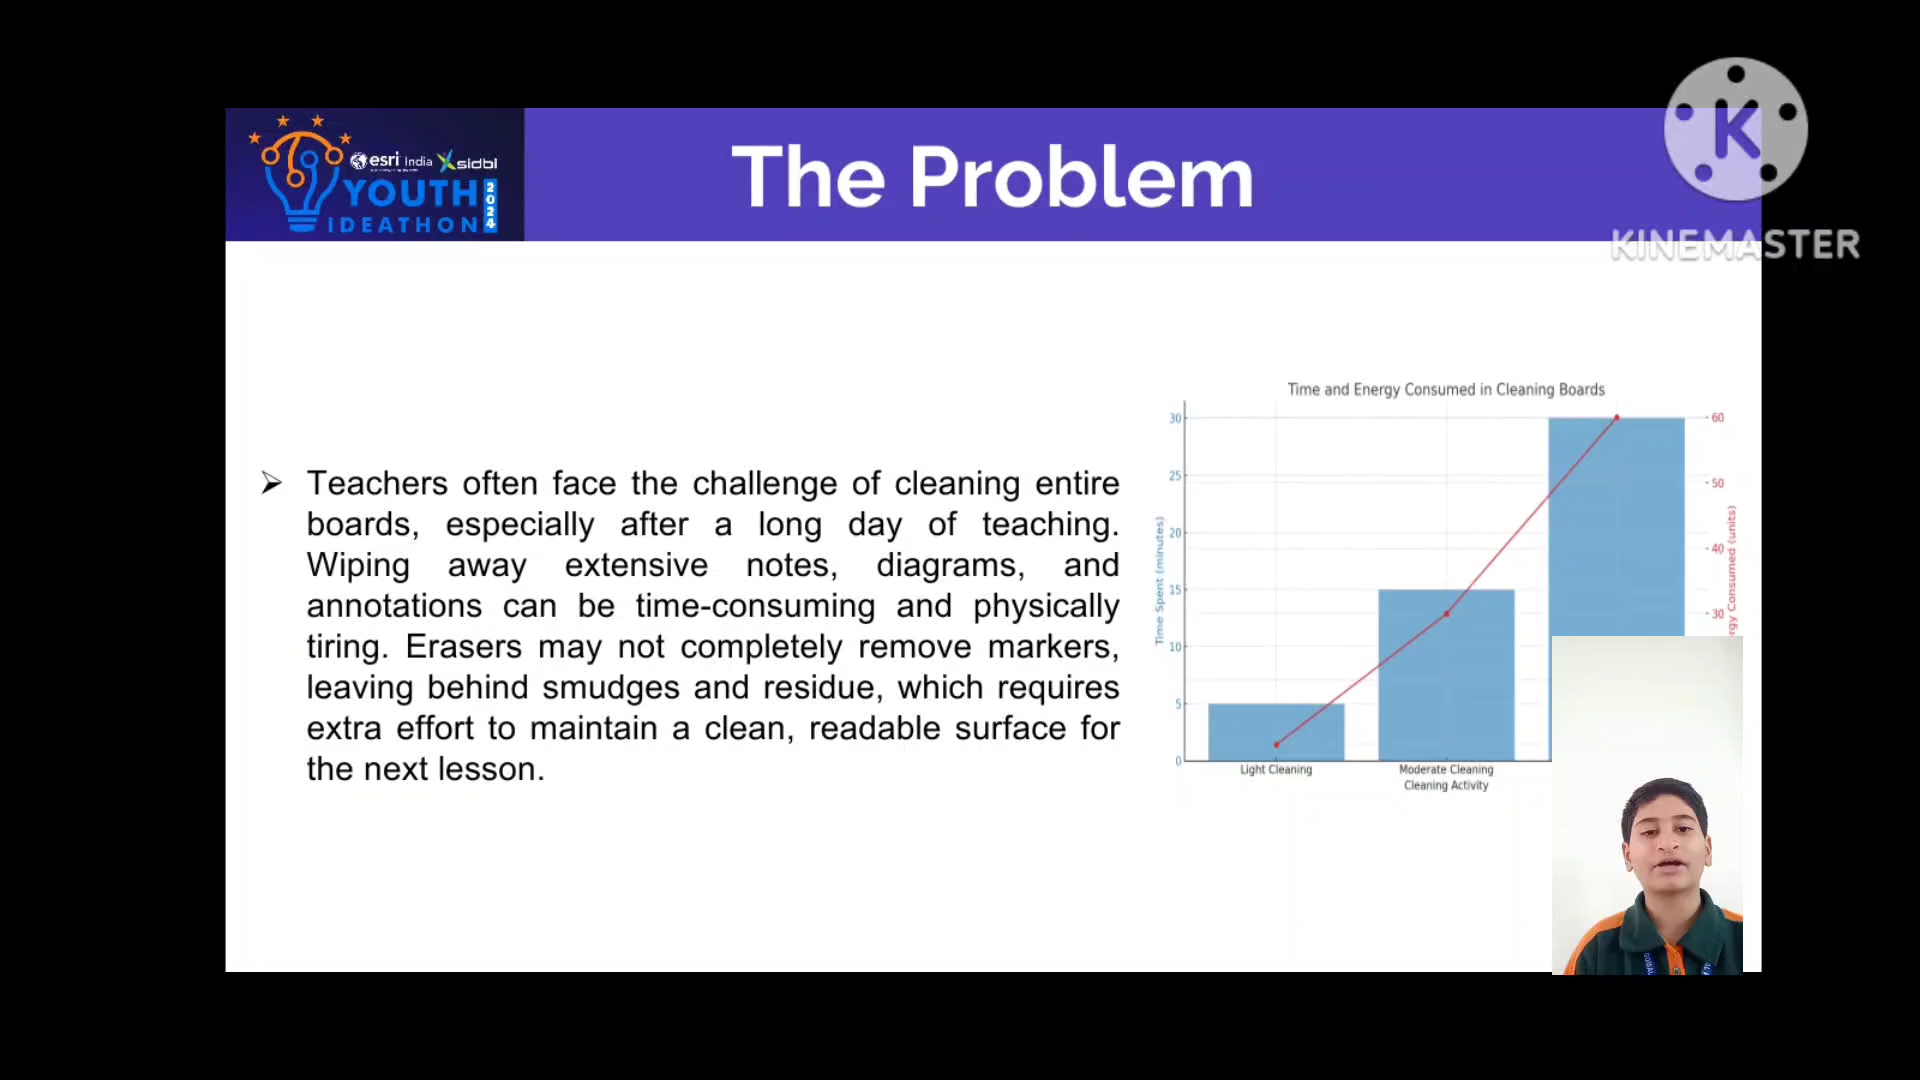 esri India sidbi
YOUTH
IDEATHON
2024
The Problem
KINEMASTER
➢ Teachers often face the challenge of cleaning entire
boards, especially after a long day of teaching.
Wiping away extensive notes, diagrams, and
annotations can be time-consuming and physically
tiring. Erasers may not completely remove markers,
leaving behind smudges and residue, which requires
extra effort to maintain a clean, readable surface for
the next lesson.
Time and Energy Consumed in Cleaning Boards
Time Spent (minutes)
30
25
20
15
10
5
0
60
50
40
30
rgy Consumed (units)
Light Cleaning
Moderate Cleaning
Cleaning Activity